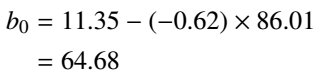 b₀ = 11.35 − (−0.62) × 86.01
= 64.68